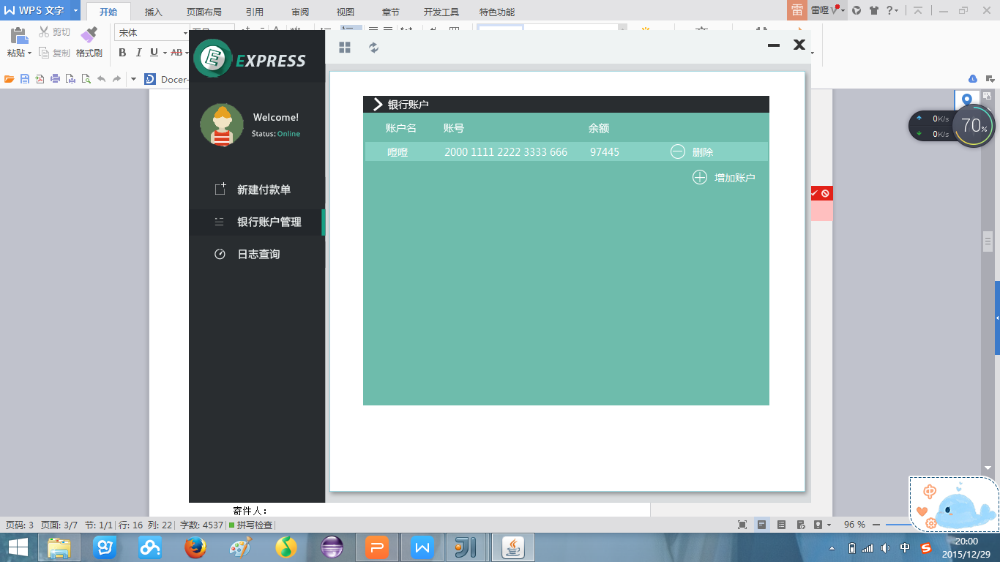 WPS 文字
开始 插入 页面布局 引用 审阅 视图 章节 开发工具 特色功能
雷
雷噔
粘贴 剪切 复制 格式刷
宋体
B I U AB
Docer-
EXPRESS
Welcome!
Status: Online
新建付款单
银行账户管理
日志查询
X
银行账户
账户名 账号 余额
噔噔 2000 1111 2222 3333 666 97445 删除
增加账户
0K/s
0K/s
70%
寄件人:
页码: 3 页面: 3/7 节: 1/1 行: 16 列: 22 字数: 4537 拼写检查
96 %
中
中
20:00
2015/12/29